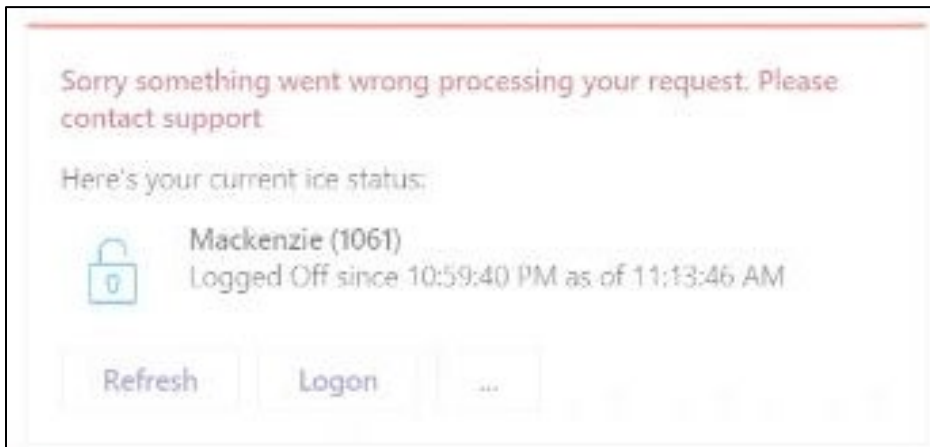 Sorry something went wrong processing your request. Please
contact support
Here's your current ice status:
Mackenzie (1061)
0
Logged Off since 10:59:40 PM as of 11:13:46 AM
Refresh
Logon
...